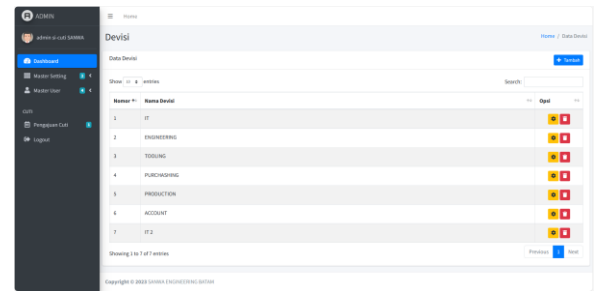 ADMIN
Home
admin si cuti SANWA
Devisi
Home / Data Devisi
Dashboard
Data Devisi
Tambah
Master Setting
Master User
Show 10 entries
Search:
Nomor Nama Devisi Opsi
CUTI
1 IT
Pengajuan Cuti
Logout
2 ENGINEERING
3 TOOLING
4 PURCHASHING
5 PRODUCTION
6 ACCOUNT
7 IT 2
Showing 1 to 7 of 7 entries
Previous 1 Next
Copyright © 2023 SANWA ENGINEERING BATAM